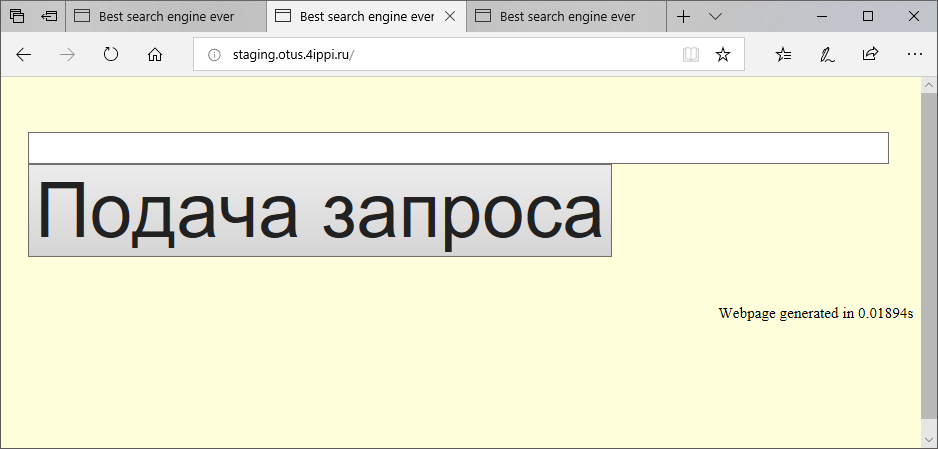 Best search engine ever
Best search engine ever
Best search engine ever
staging.otus.4ippi.ru/
Подача запроса
Webpage generated in 0.01894s